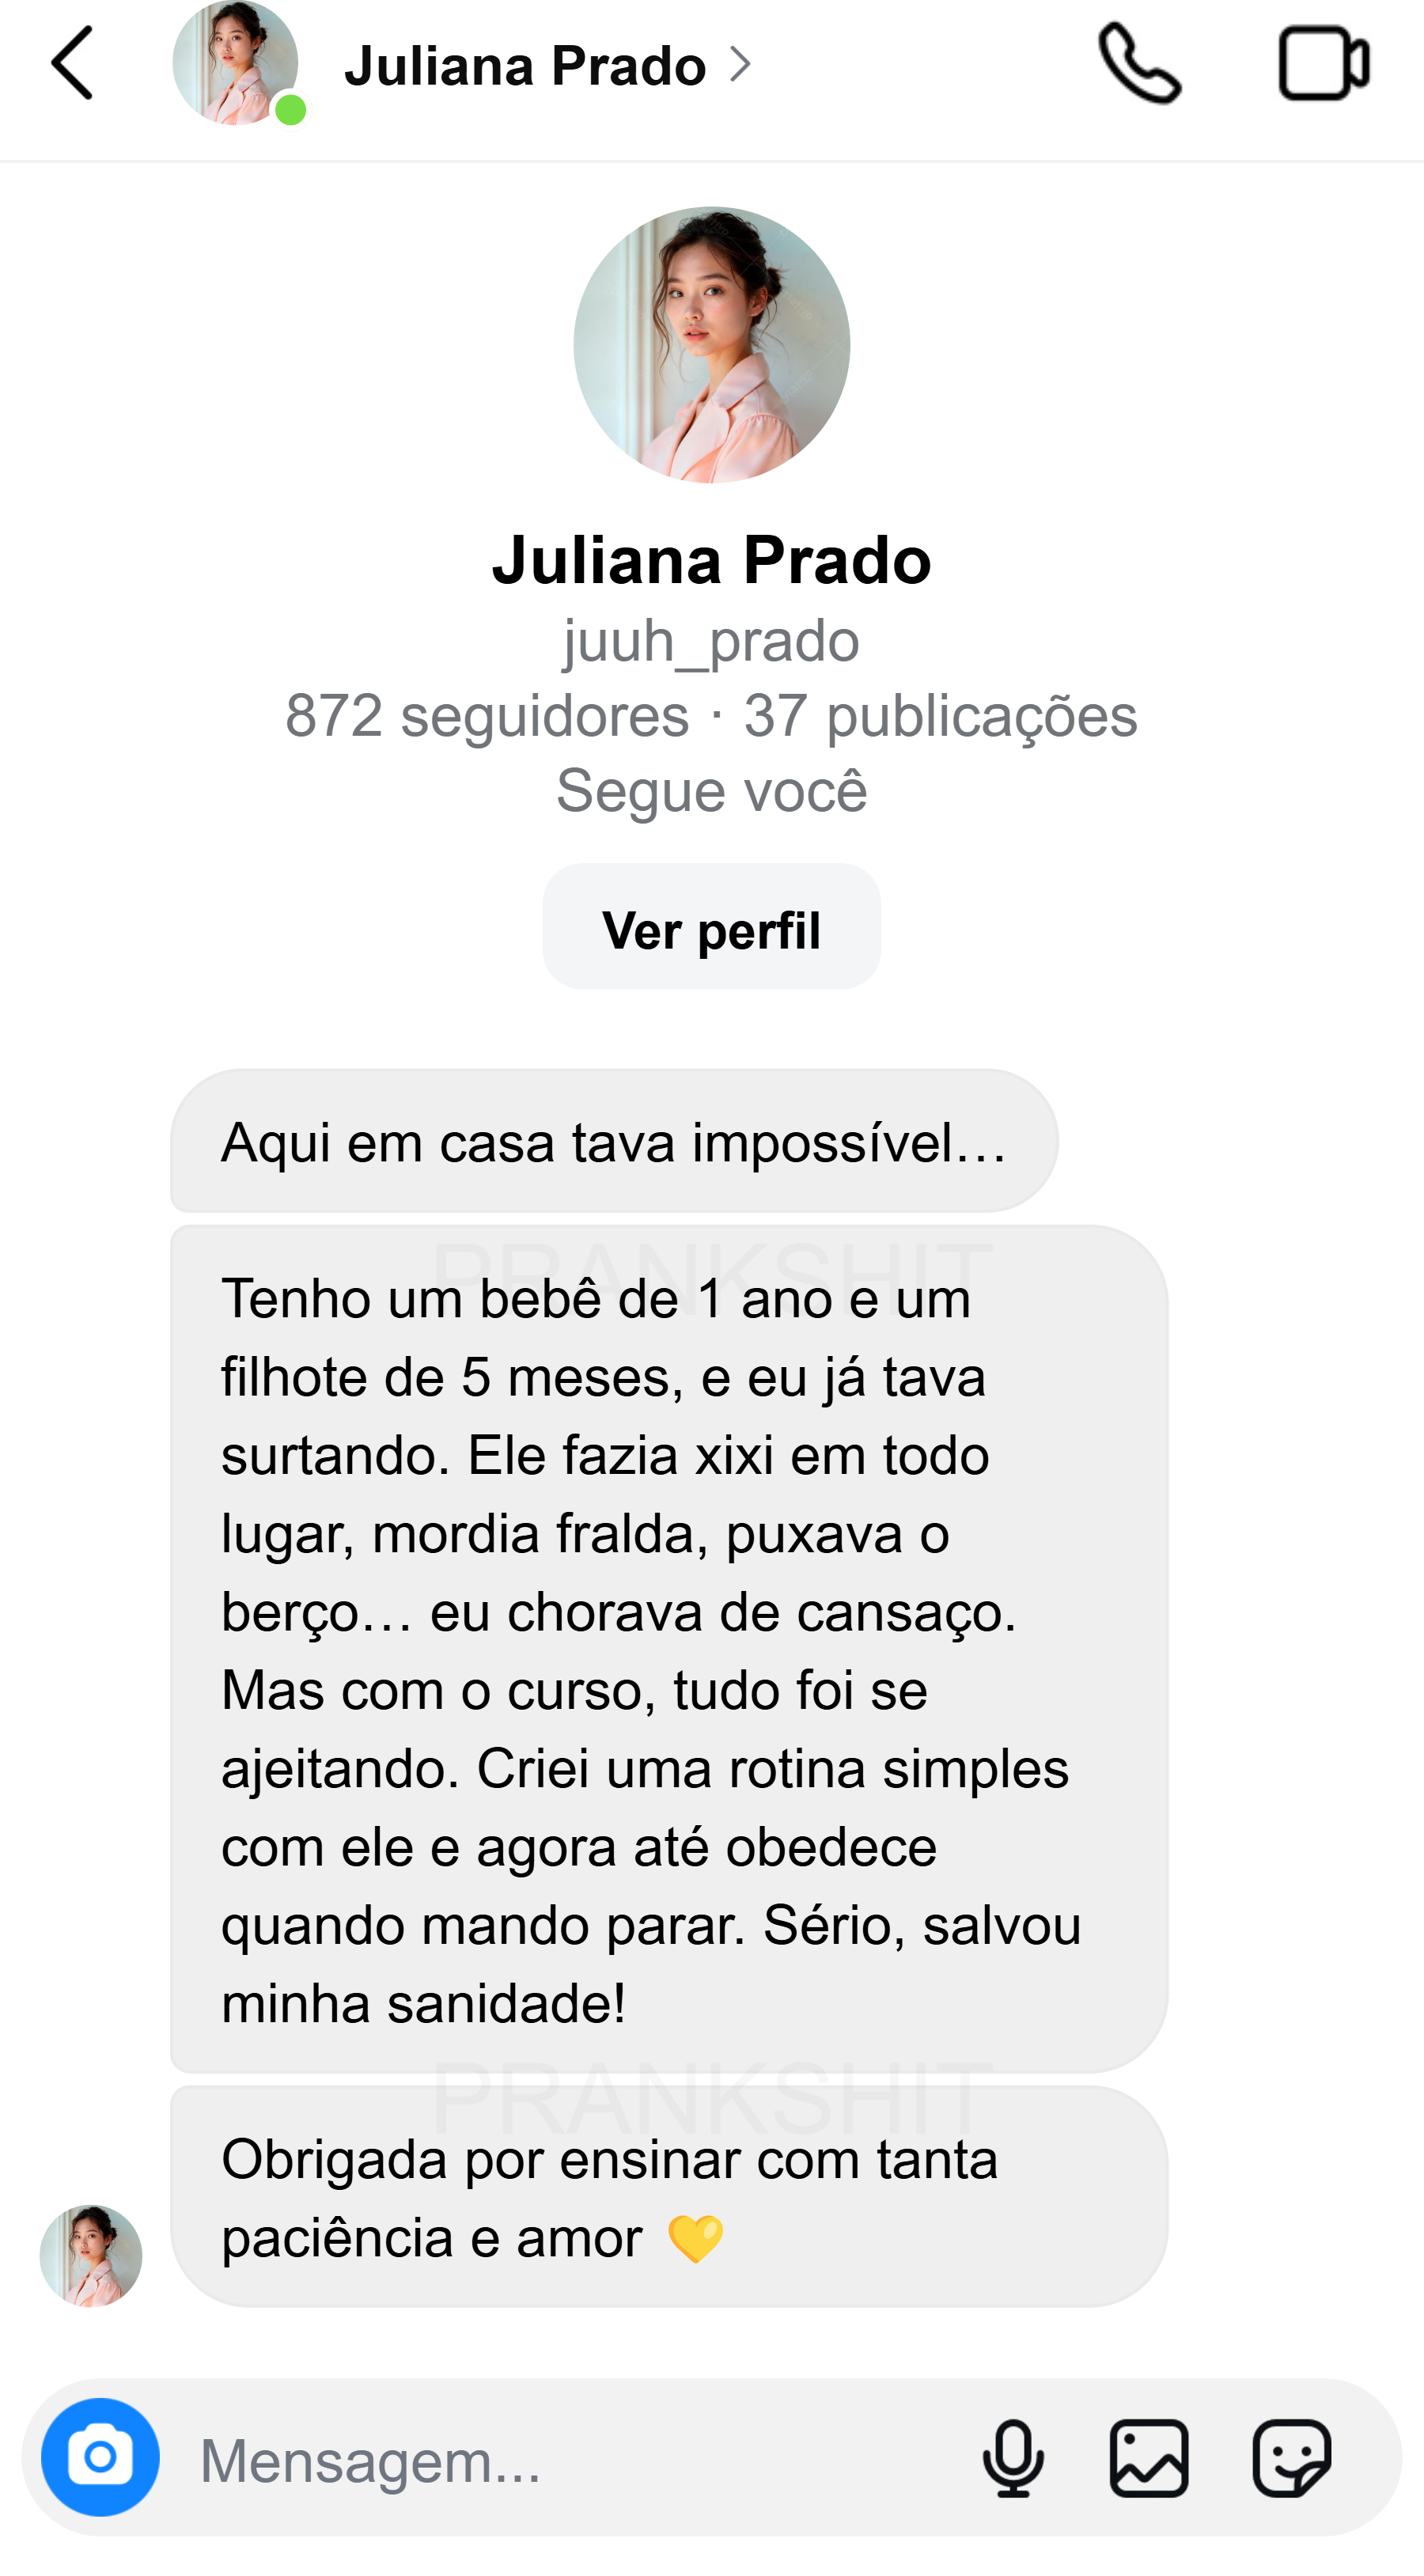 Juliana Prado
Juliana Prado
juuh_prado
872 seguidores · 37 publicações
Segue você
Ver perfil
Aqui em casa tava impossível…
PRANKSHIT
Tenho um bebê de 1 ano e um
filhote de 5 meses, e eu já tava
surtando. Ele fazia xixi em todo
lugar, mordia fralda, puxava o
berço… eu chorava de cansaço.
Mas com o curso, tudo foi se
ajeitando. Criei uma rotina simples
com ele e agora até obedece
quando mando parar. Sério, salvou
minha sanidade!
PRANKSHIT
Obrigada por ensinar com tanta
paciência e amor 💛
Mensagem...